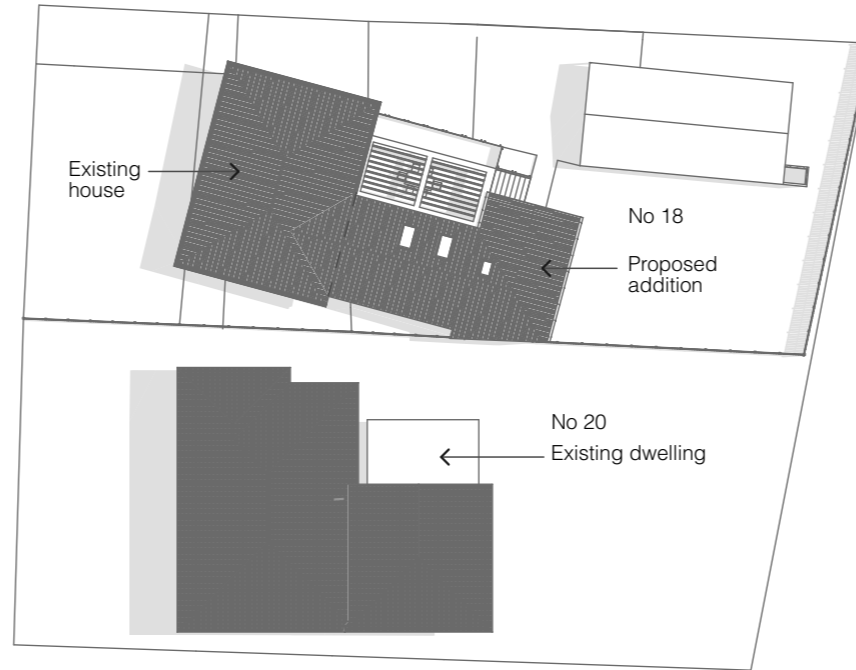 Existing
house
No 18
Proposed
addition
No 20
Existing dwelling